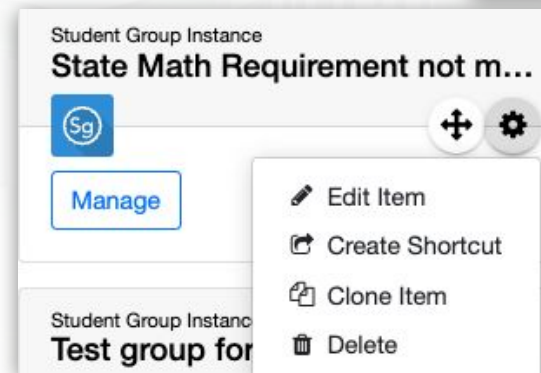 Student Group Instance
State Math Requirement not m...
Sg
Manage
Edit Item
Create Shortcut
Clone Item
Delete
Student Group Instanc
Test group for